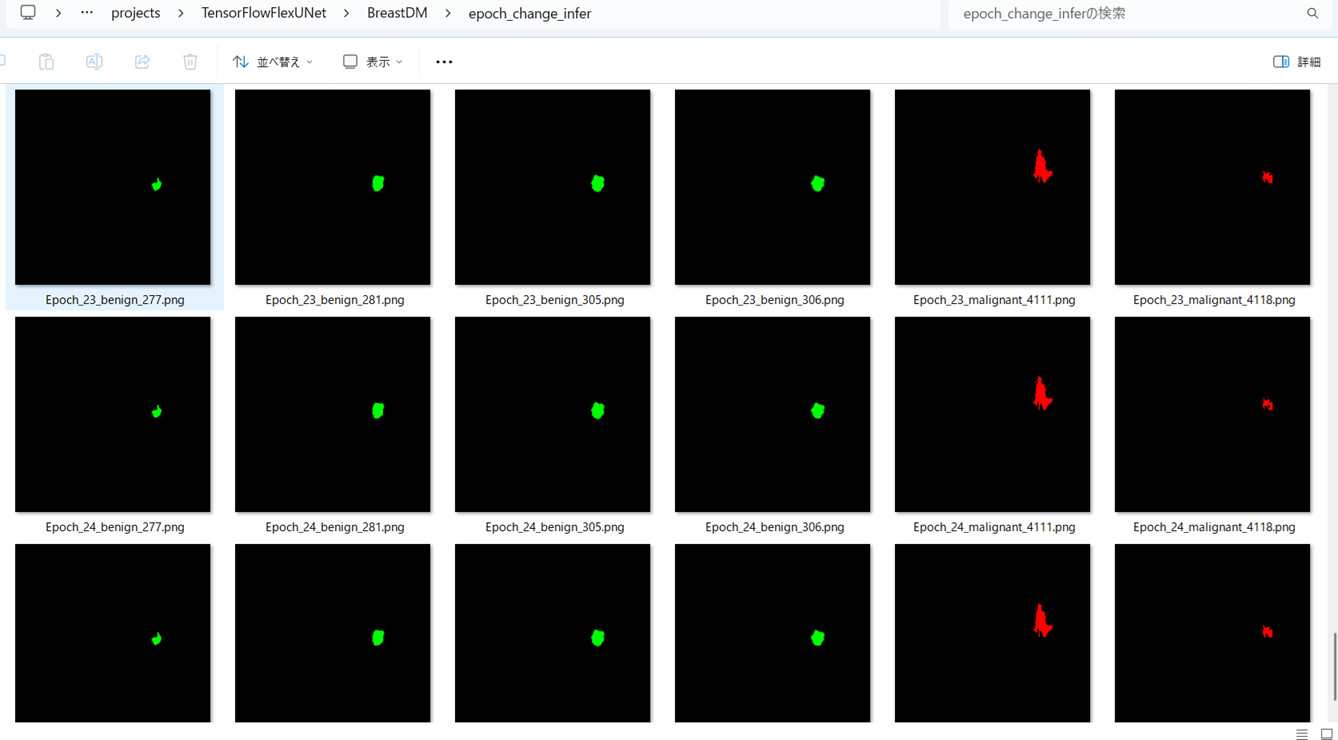 … projects TensorFlowFlexUNet BreastDM epoch_change_infer epoch_change_inferの検索
並べ替え 表示 ••• 詳細
Epoch_23_benign_277.png Epoch_23_benign_281.png Epoch_23_benign_305.png Epoch_23_benign_306.png Epoch_23_malignant_4111.png Epoch_23_malignant_4118.png
Epoch_24_benign_277.png Epoch_24_benign_281.png Epoch_24_benign_305.png Epoch_24_benign_306.png Epoch_24_malignant_4111.png Epoch_24_malignant_4118.png